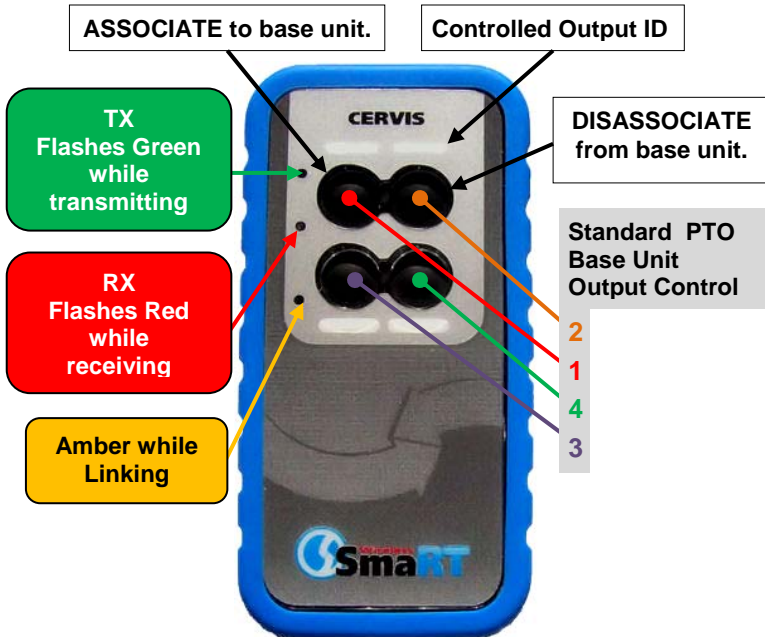 ASSOCIATE to base unit.
Controlled Output ID
TX
Flashes Green
while
transmitting
CERVIS
DISASSOCIATE
from base unit.
RX
Flashes Red
while
receiving
Standard PTO
Base Unit
Output Control
2
1
4
3
Amber while
Linking
Wireless
SmaRT